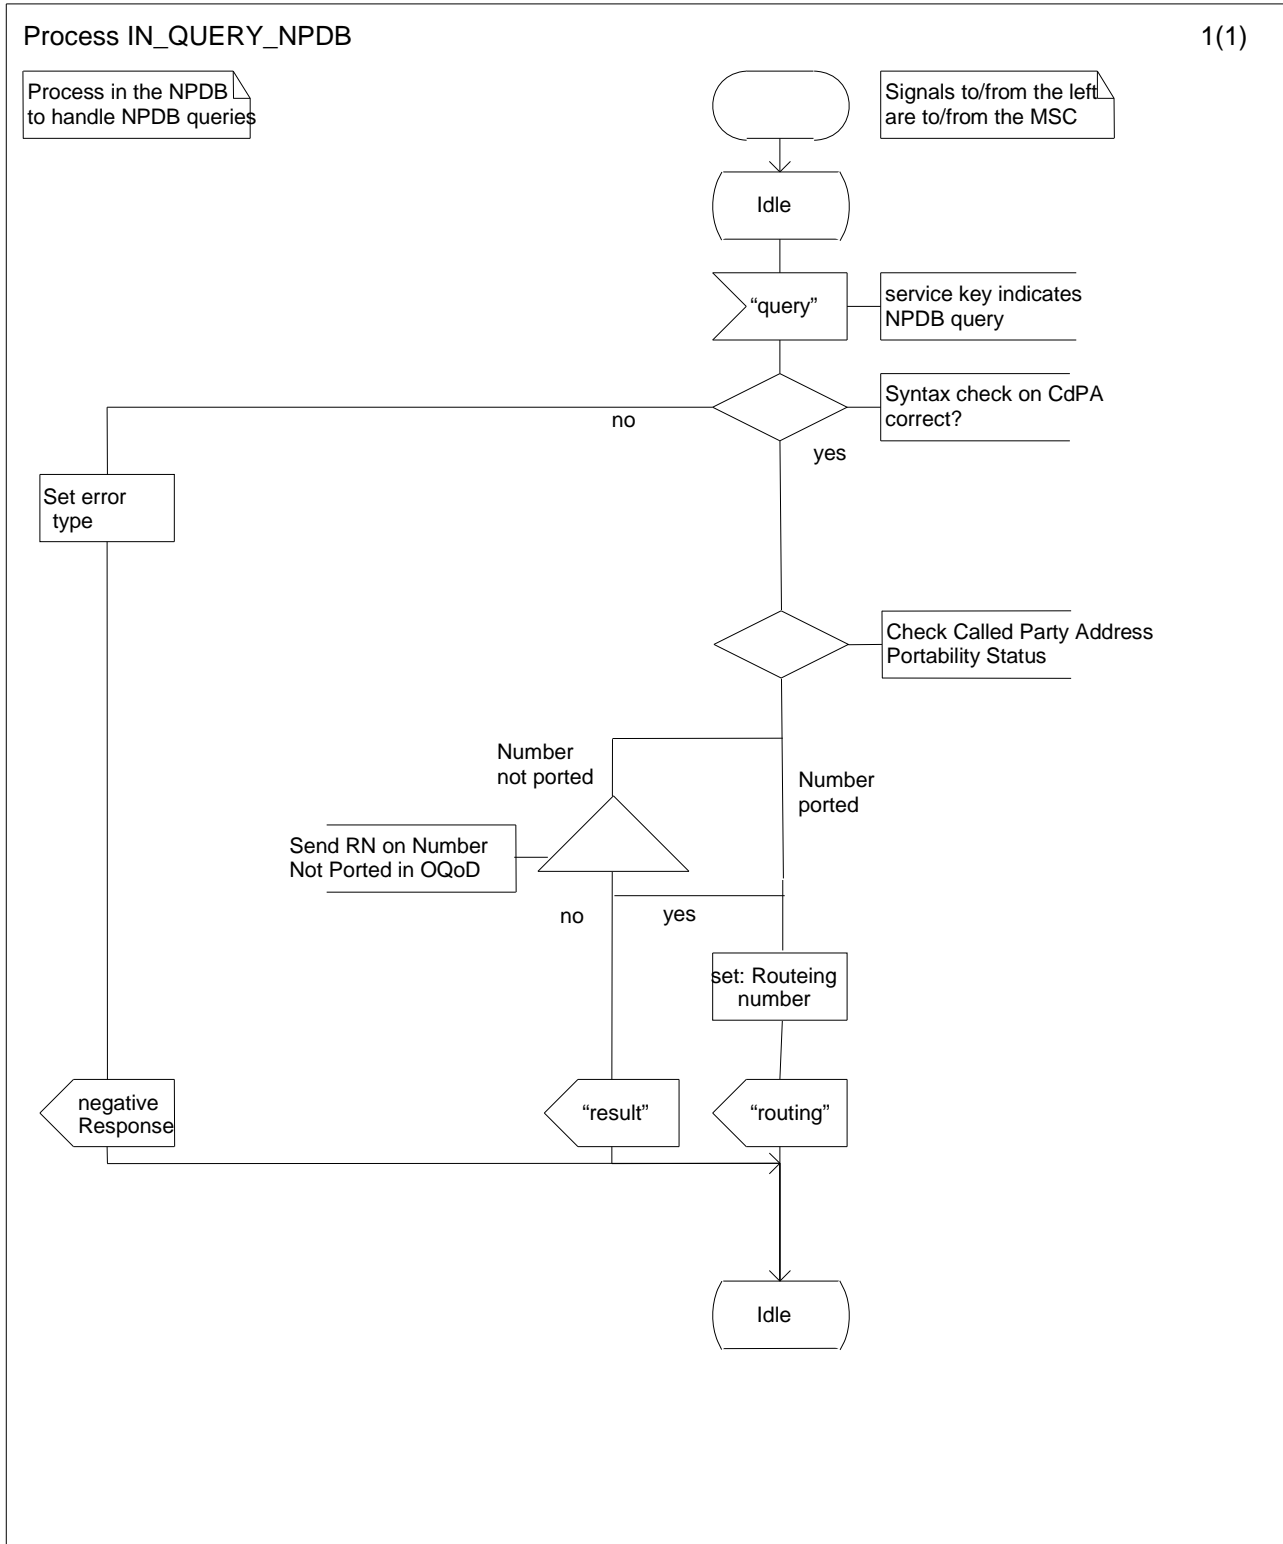 Process IN_QUERY_NPDB
1(1)
Process in the NPDB
to handle NPDB queries
Signals to/from the left
are to/from the MSC
Idle
“query”
service key indicates
NPDB query
Syntax check on CdPA
correct?
no
yes
Set error
type
Check Called Party Address
Portability Status
Number
not ported
Number
ported
Send RN on Number
Not Ported in OQoD
no
yes
set: Routeing
number
negative
Response
“result”
“routing”
Idle